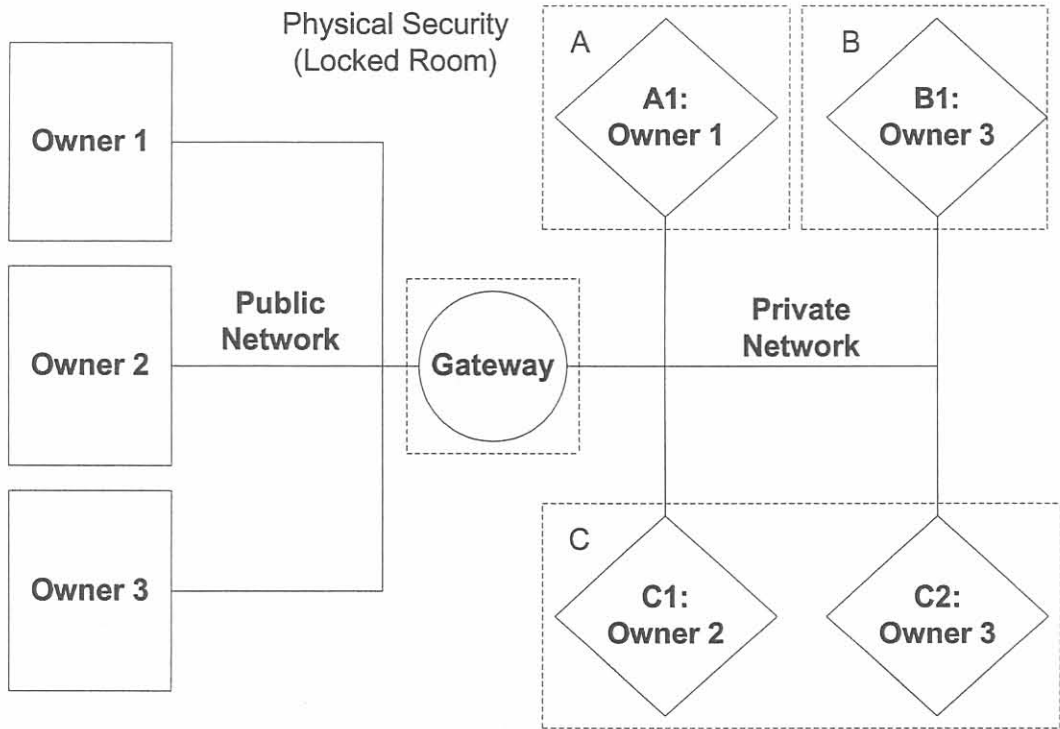 Physical Security
(Locked Room)
A
A1:
Owner 1
B
B1:
Owner 3
Owner 1
Public
Network
Owner 2
Gateway
Private
Network
Owner 3
C
C1:
Owner 2
C2:
Owner 3